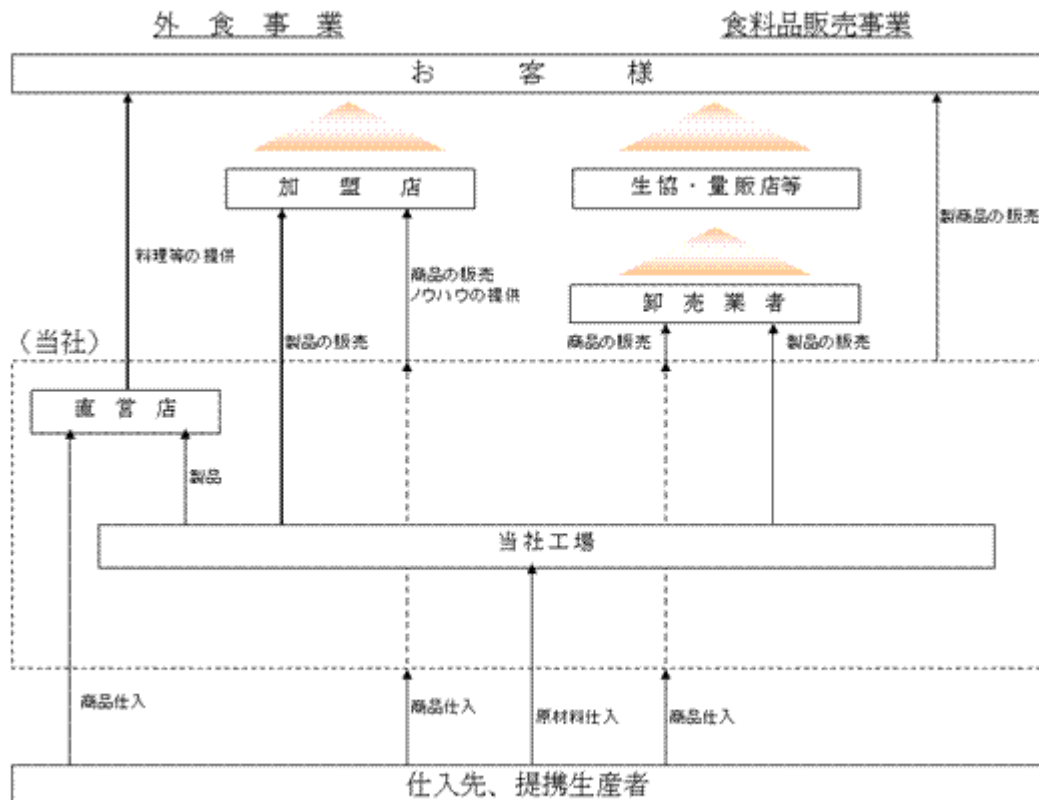 外食事業
食料品販売事業
お客様
加盟店
生協・量販店等
製商品の販売
料理等の提供
商品の販売
ノウハウの提供
卸売業者
製品の販売
商品の販売
製品の販売
(当社)
直営店
製品
当社工場
商品仕入
商品仕入
原材料仕入
商品仕入
仕入先、提携生産者